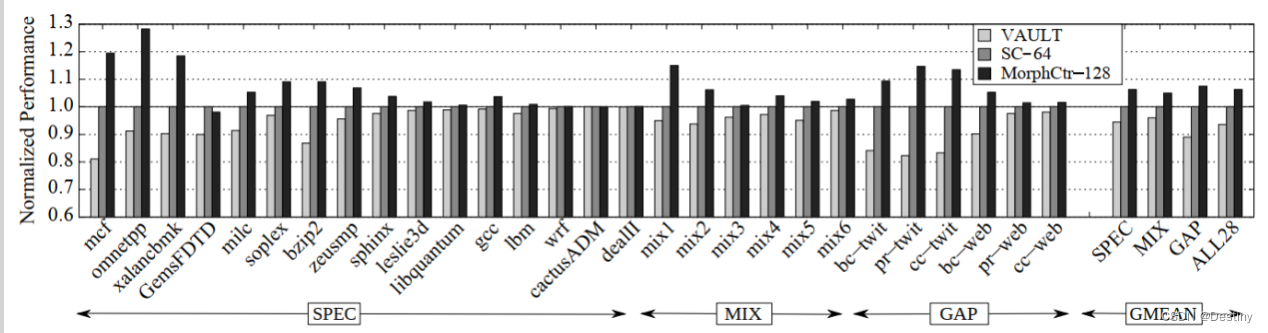 Normalized Performance
1.3
1.2
1.1
1.0
0.9
0.8
0.7
0.6
VAULT
SC-64
MorphCtr-128
mcf
omnetpp
xalancbmk
GemsFDTD
milc
soplex
bzip2
zeusmp
sphinx
leslie3d
libquantum
gcc
lbm
wrf
cactusADM
dealII
mix1
mix2
mix3
mix4
mix5
mix6
bc-twit
pr-twit
cc-twit
bc-web
pr-web
cc-web
SPEC
MIX
GAP
ALL28
SPEC
MIX
GAP
GMEAN
CSDN @Destiny